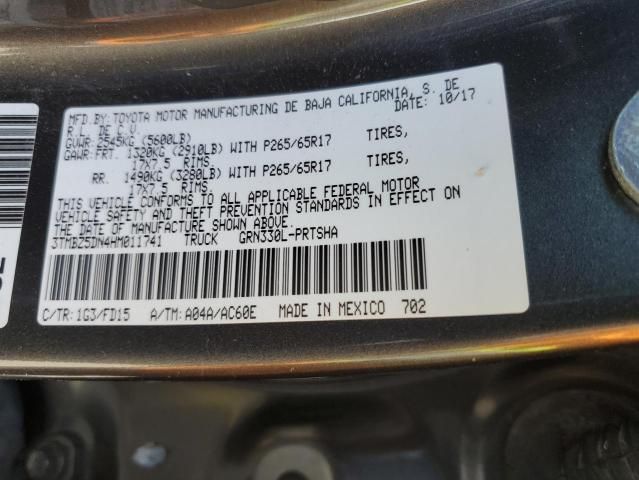 MFD.BY:TOYOTA MOTOR MANUFACTURING DE BAJA CALIFORNIA, S. DE
R.L. DE C.V. DATE: 10/17
GVWR:2545KG (5600LB)
GAWR:FRT. 1320KG (2910LB) WITH P265/65R17 TIRES,
17X7.5 RIMS,
RR. 1490KG (3280LB) WITH P265/65R17 TIRES,
17X7.5 RIMS,
THIS VEHICLE CONFORMS TO ALL APPLICABLE FEDERAL MOTOR
VEHICLE SAFETY AND THEFT PREVENTION STANDARDS IN EFFECT ON
THE DATE OF MANUFACTURE SHOWN ABOVE.
3TMBZ5DN4HM011741 TRUCK GRN330L-PRTSHA
C/TR:1G3/FD15 A/TM:A04A/AC60E MADE IN MEXICO 702